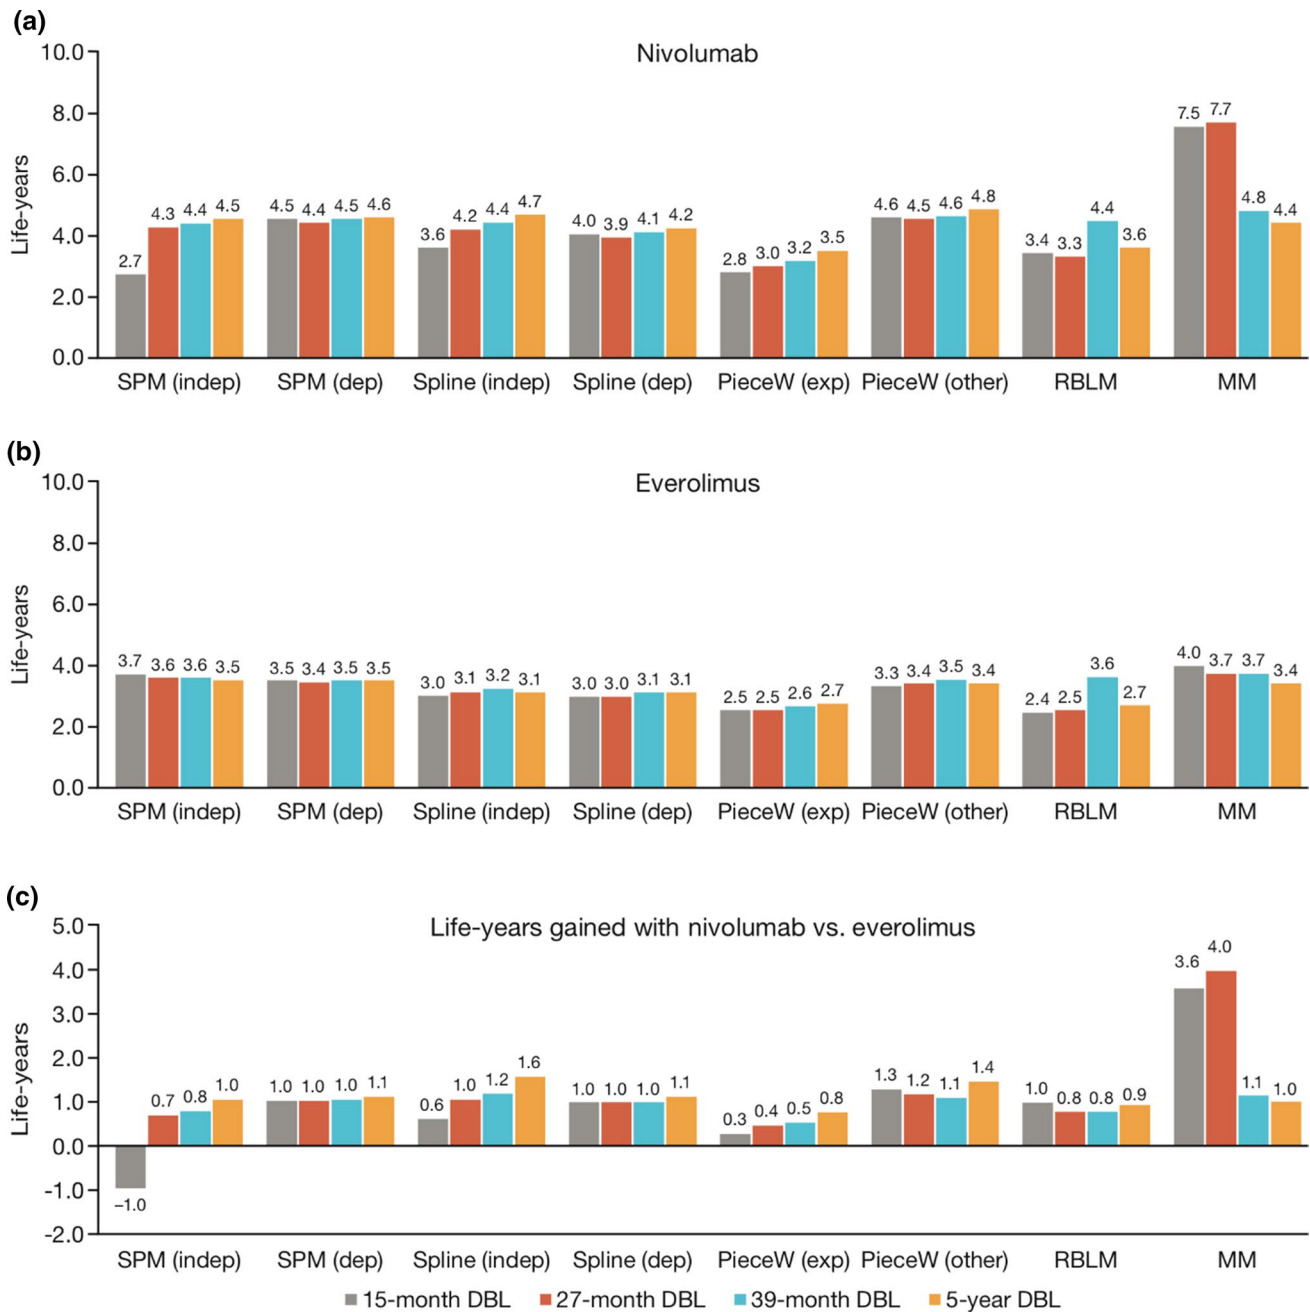 (a)
Nivolumab
Life-years
10.0
8.0
6.0
4.0
2.0
0.0
2.7 4.3 4.4 4.5 4.5 4.4 4.5 4.6 3.6 4.2 4.4 4.7 4.0 3.9 4.1 4.2 2.8 3.0 3.2 3.5 4.6 4.5 4.6 4.8 3.4 3.3 4.4 3.6 7.5 7.7 4.8 4.4
SPM (indep) SPM (dep) Spline (indep) Spline (dep) PieceW (exp) PieceW (other) RBLM MM
(b)
Everolimus
Life-years
10.0
8.0
6.0
4.0
2.0
0.0
3.7 3.6 3.6 3.5 3.5 3.4 3.5 3.5 3.0 3.1 3.2 3.1 3.0 3.0 3.1 3.1 2.5 2.5 2.6 2.7 3.3 3.4 3.5 3.4 2.4 2.5 3.6 2.7 4.0 3.7 3.7 3.4
SPM (indep) SPM (dep) Spline (indep) Spline (dep) PieceW (exp) PieceW (other) RBLM MM
(c)
Life-years gained with nivolumab vs. everolimus
Life-years
5.0
4.0
3.0
2.0
1.0
0.0
-1.0
-2.0
–1.0 0.7 0.8 1.0 1.0 1.0 1.0 1.1 0.6 1.0 1.2 1.6 1.0 1.0 1.0 1.1 0.3 0.4 0.5 0.8 1.3 1.2 1.1 1.4 1.0 0.8 0.8 0.9 3.6 4.0 1.1 1.0
SPM (indep) SPM (dep) Spline (indep) Spline (dep) PieceW (exp) PieceW (other) RBLM MM
15-month DBL 27-month DBL 39-month DBL 5-year DBL